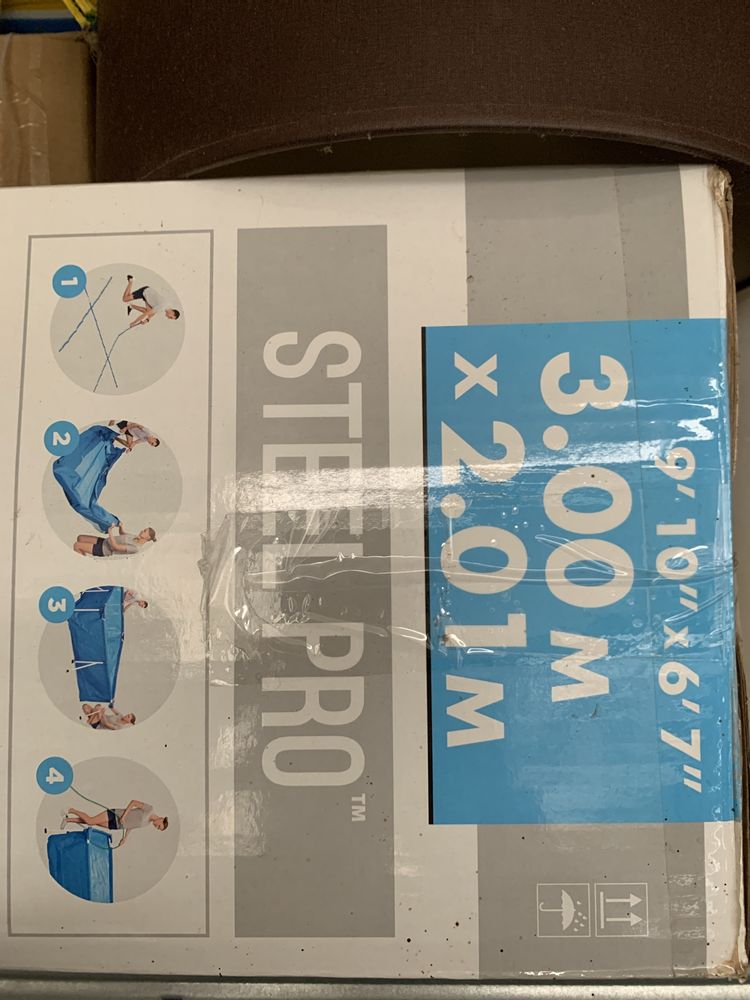 9' 10" x 6' 7"
3.00 M
x 2.01 M
STEEL PRO™
1
2
3
4